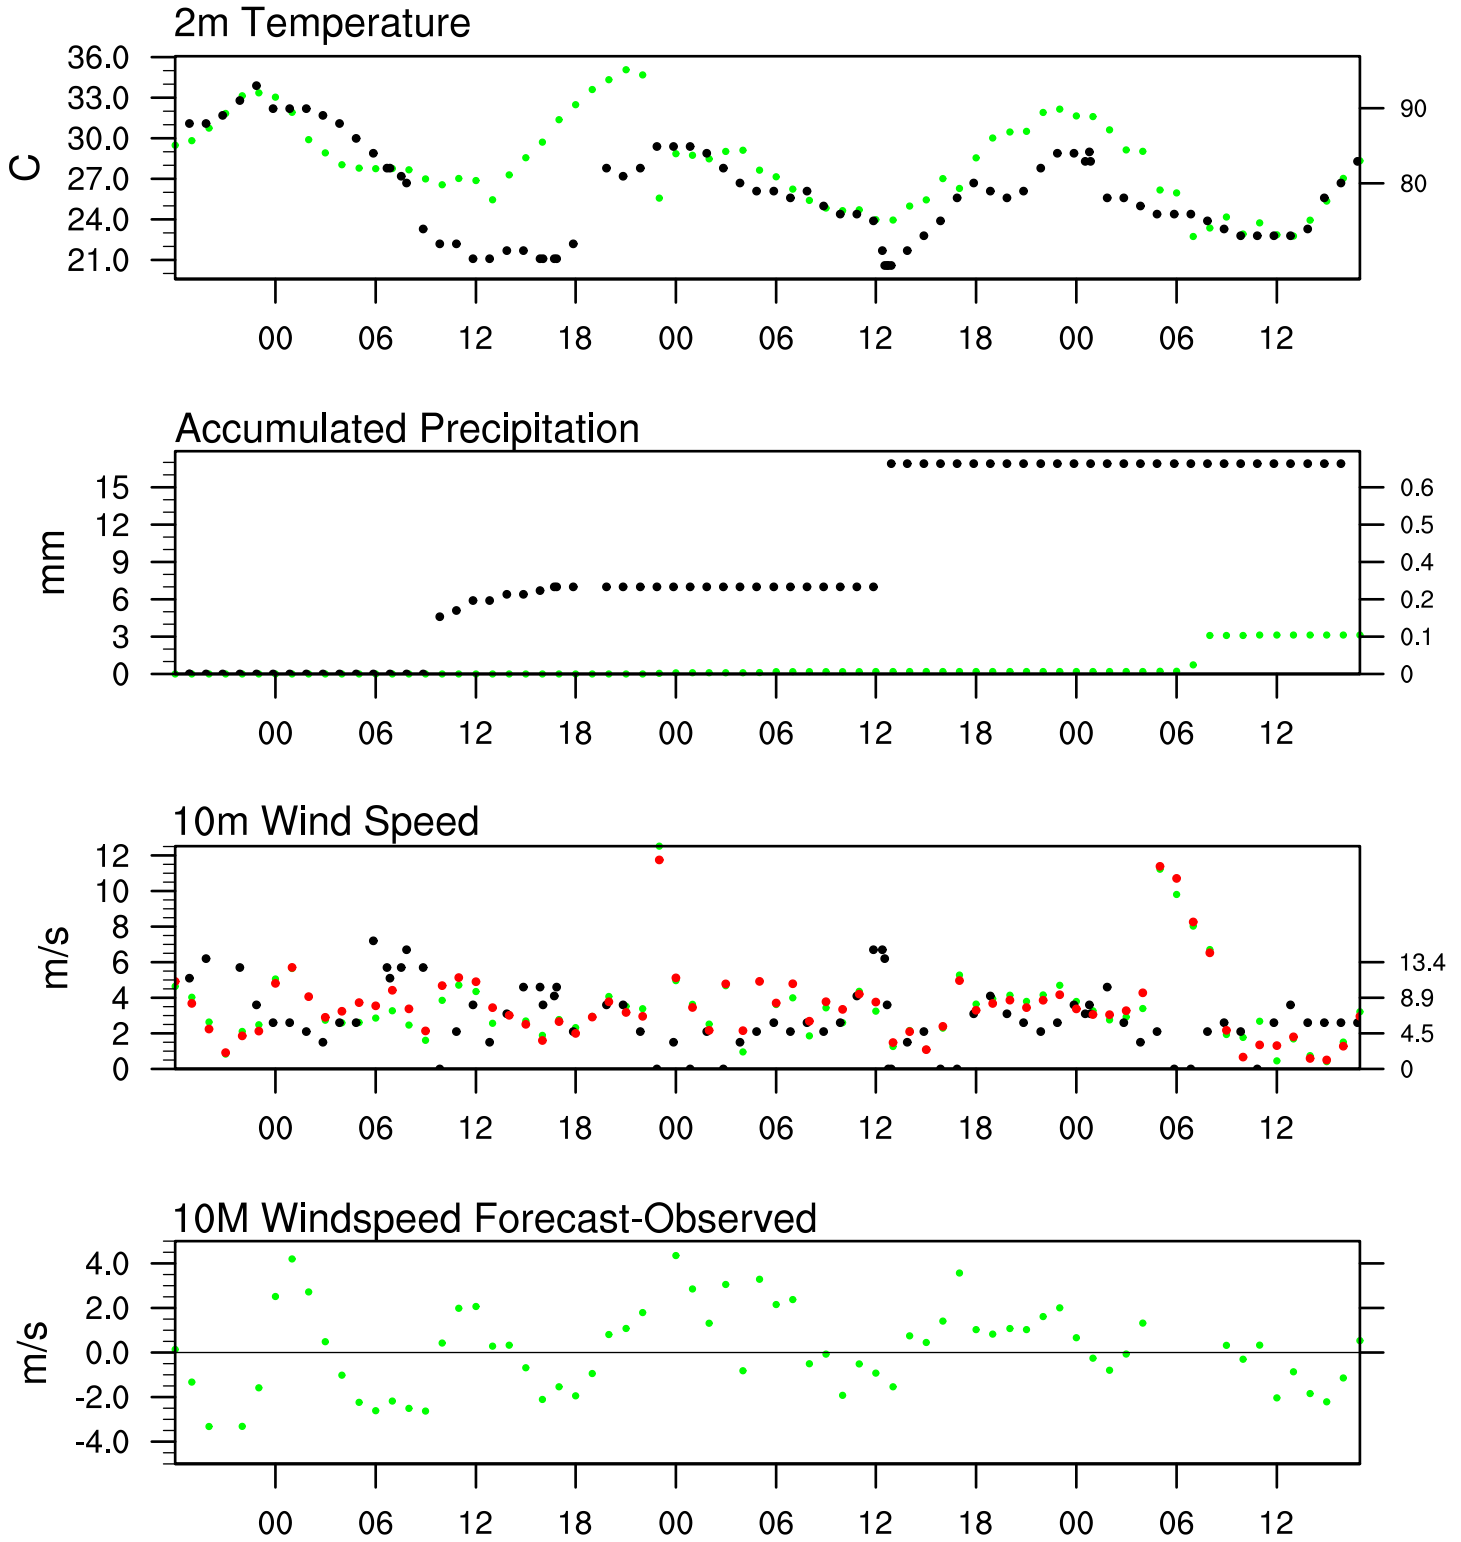 2m Temperature
36.0
33.0
90
30.0
C
27.0
80
24.0
21.0
00 06 12 18 00 06 12 18 00 06 12
Accumulated Precipitation
15 0.6
12 0.5
mm
9 0.4
6 0.2
3 0.1
0 0
00 06 12 18 00 06 12 18 00 06 12
10m Wind Speed
12
10
8
m/s
6 13.4
4 8.9
2 4.5
0 0
00 06 12 18 00 06 12 18 00 06 12
10M Windspeed Forecast-Observed
4.0
2.0
m/s
0.0
-2.0
-4.0
00 06 12 18 00 06 12 18 00 06 12